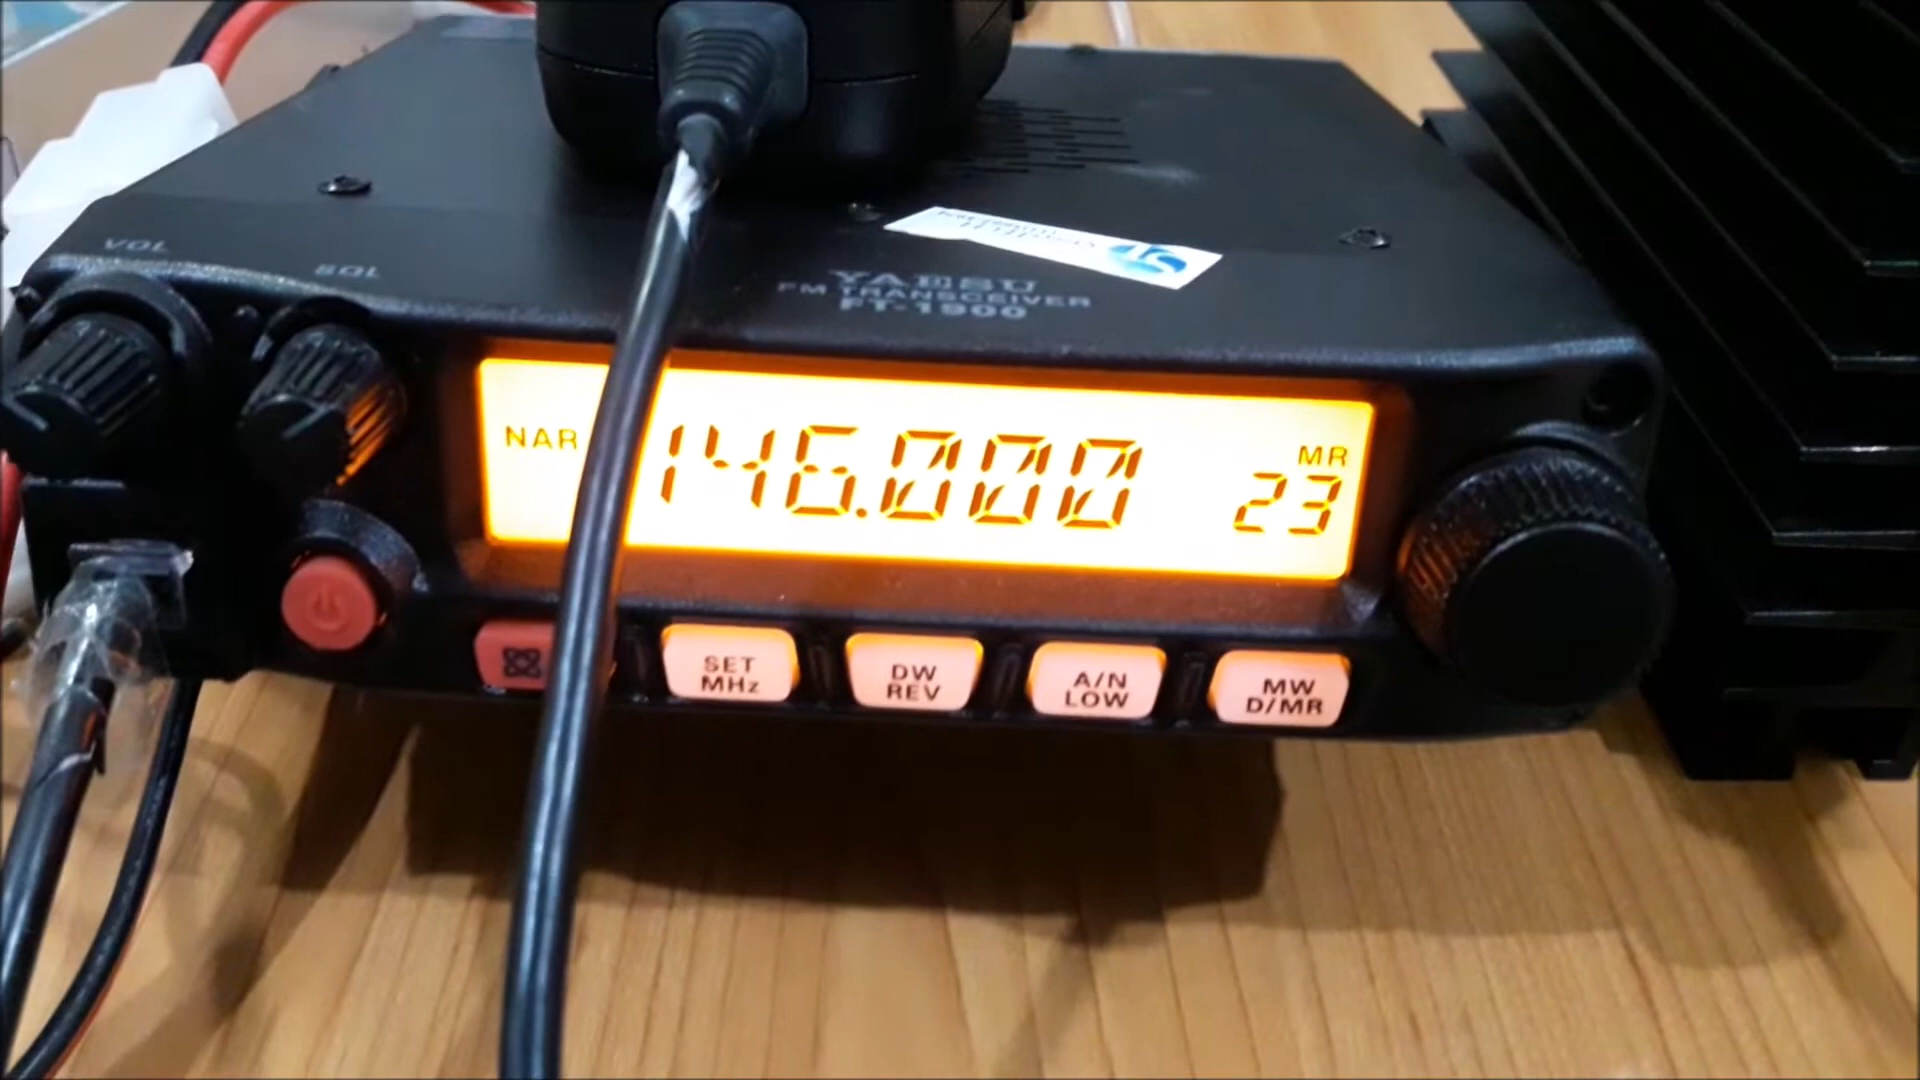 VOL
SQL
YAESU
FM TRANSCEIVER
FT-1900
NAR
146.000
MR
23
SET
MHz
DW
REV
A/N
LOW
MW
D/MR